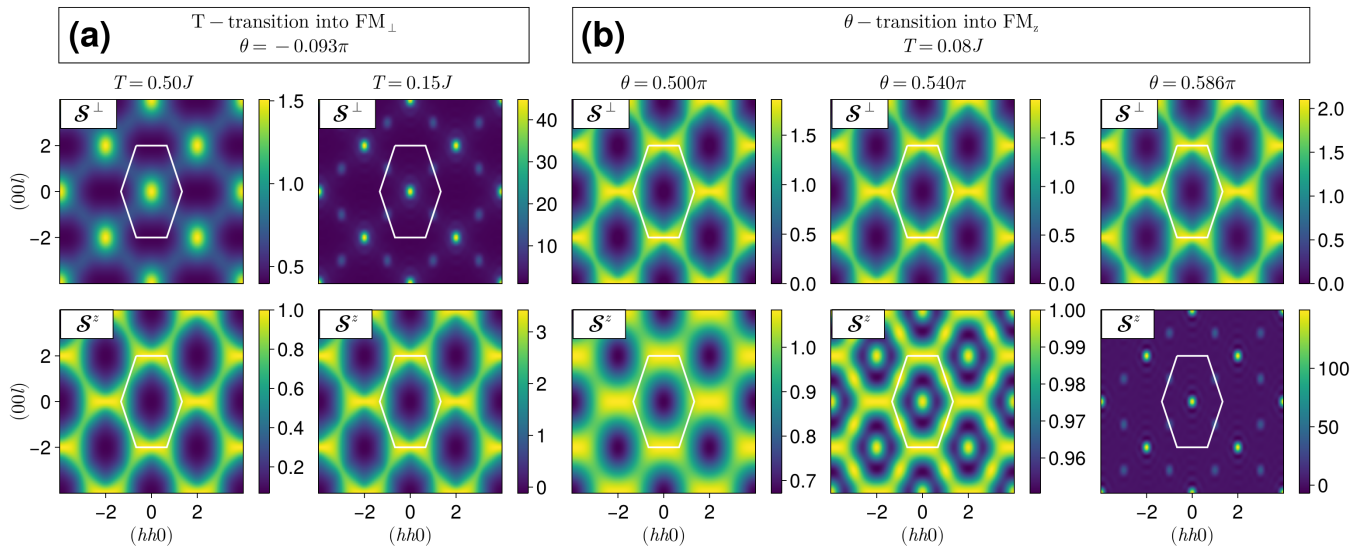 (a)
T − transition into FM⊥
θ = − 0.093π
(b)
θ − transition into FMz
T = 0.08J
T = 0.50J
T = 0.15J
θ = 0.500π
θ = 0.540π
θ = 0.586π
𝒮⊥
𝒮⊥
𝒮⊥
𝒮⊥
𝒮⊥
(00l)
2
0
−2
1.5
1.0
0.5
40
30
20
10
1.5
1.0
0.5
0.0
1.5
1.0
0.5
0.0
2.0
1.5
1.0
0.5
0.0
𝒮z
𝒮z
𝒮z
𝒮z
𝒮z
(00l)
2
0
−2
1.0
0.8
0.6
0.4
0.2
3
2
1
0
1.0
0.9
0.8
0.7
1.00
0.99
0.98
0.97
0.96
100
50
0
−2 0 2
−2 0 2
−2 0 2
−2 0 2
−2 0 2
(hh0)
(hh0)
(hh0)
(hh0)
(hh0)